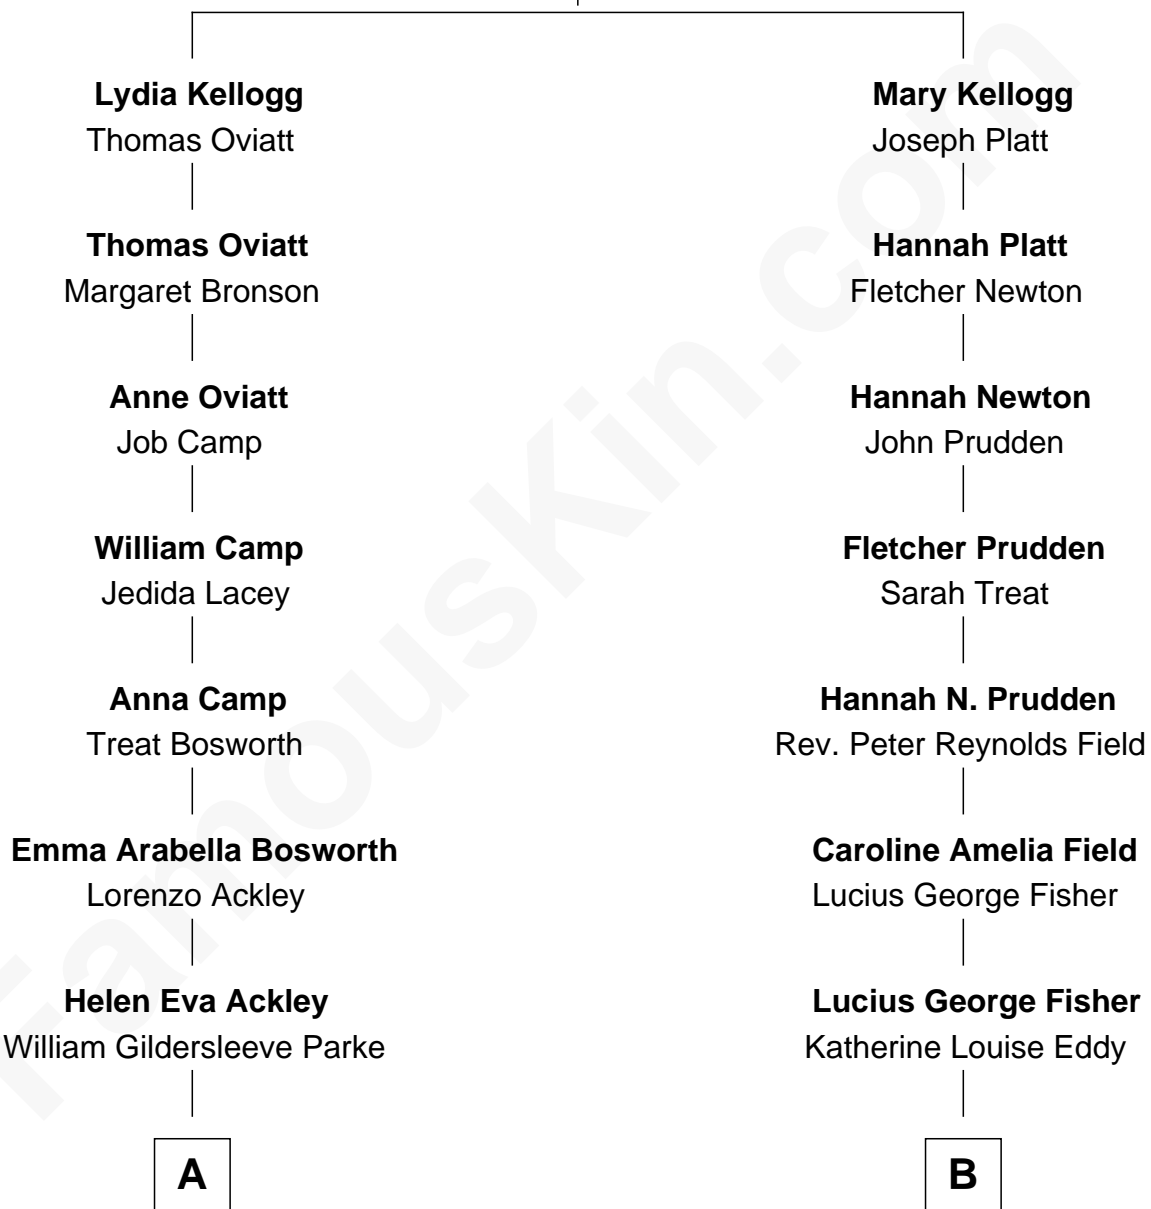 Lydia Kellogg
Thomas Oviatt
Thomas Oviatt
Margaret Bronson
Anne Oviatt
Job Camp
William Camp
Jedida Lacey
Anna Camp
Treat Bosworth
Emma Arabella Bosworth
Lorenzo Ackley
Helen Eva Ackley
William Gildersleeve Parke
A
Mary Kellogg
Joseph Platt
Hannah Platt
Fletcher Newton
Hannah Newton
John Prudden
Fletcher Prudden
Sarah Treat
Hannah N. Prudden
Rev. Peter Reynolds Field
Caroline Amelia Field
Lucius George Fisher
Lucius George Fisher
Katherine Louise Eddy
B
FamousKin.com